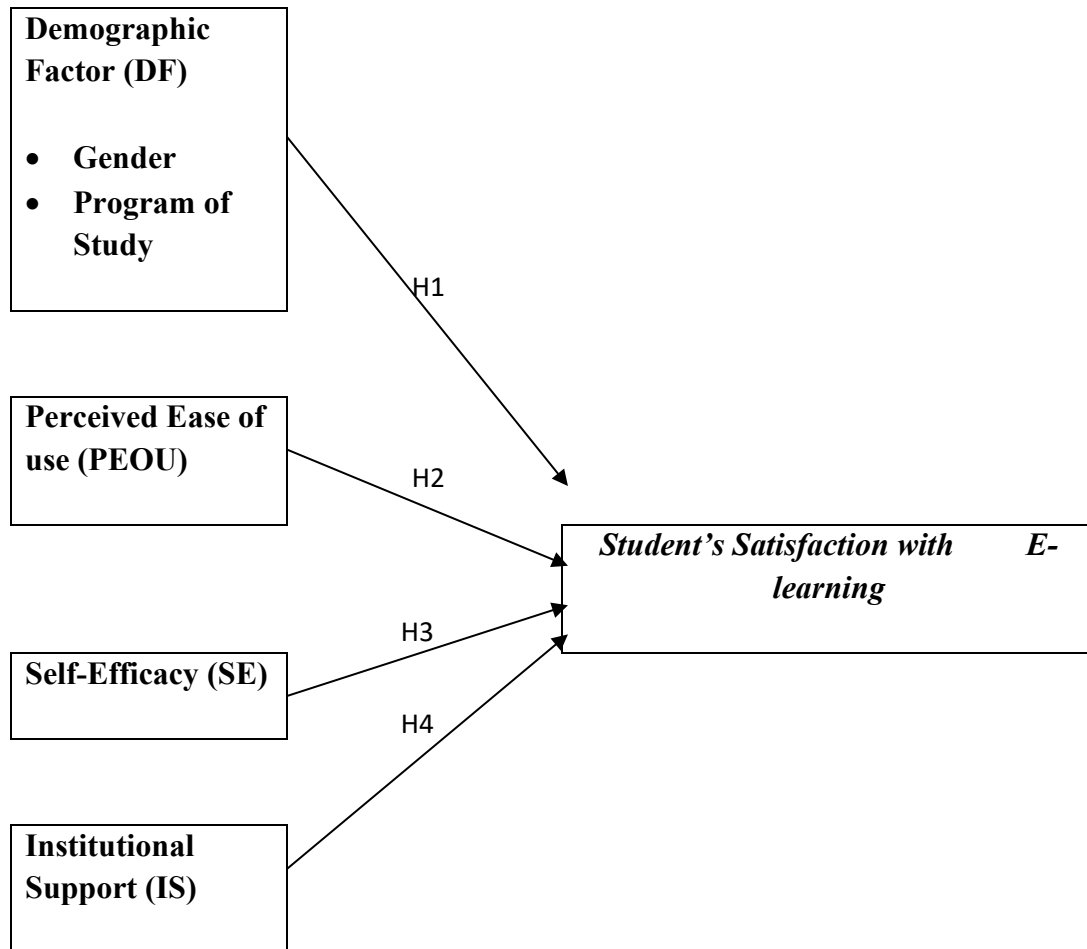 Demographic
Factor (DF)
• Gender
• Program of
Study
H1
Perceived Ease of
use (PEOU)
H2
Student’s Satisfaction with E-
learning
H3
Self-Efficacy (SE)
H4
Institutional
Support (IS)